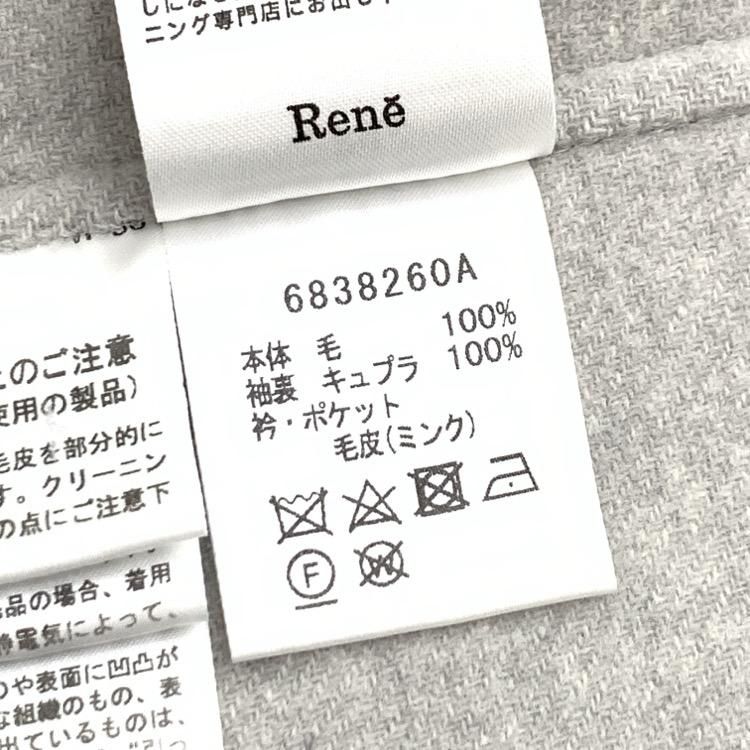 ニング専門店にお出し
René
6838260A
本体 毛 100%
袖裏 キュプラ 100%
衿・ポケット
毛皮(ミンク)
F
W
このご注意
使用の製品)
毛皮を部分的に
す。クリーニン
の点にご注意下
品の場合、着用
静電気によって、
や表面に凹凸が
な組織のもの、表
出ているものは、